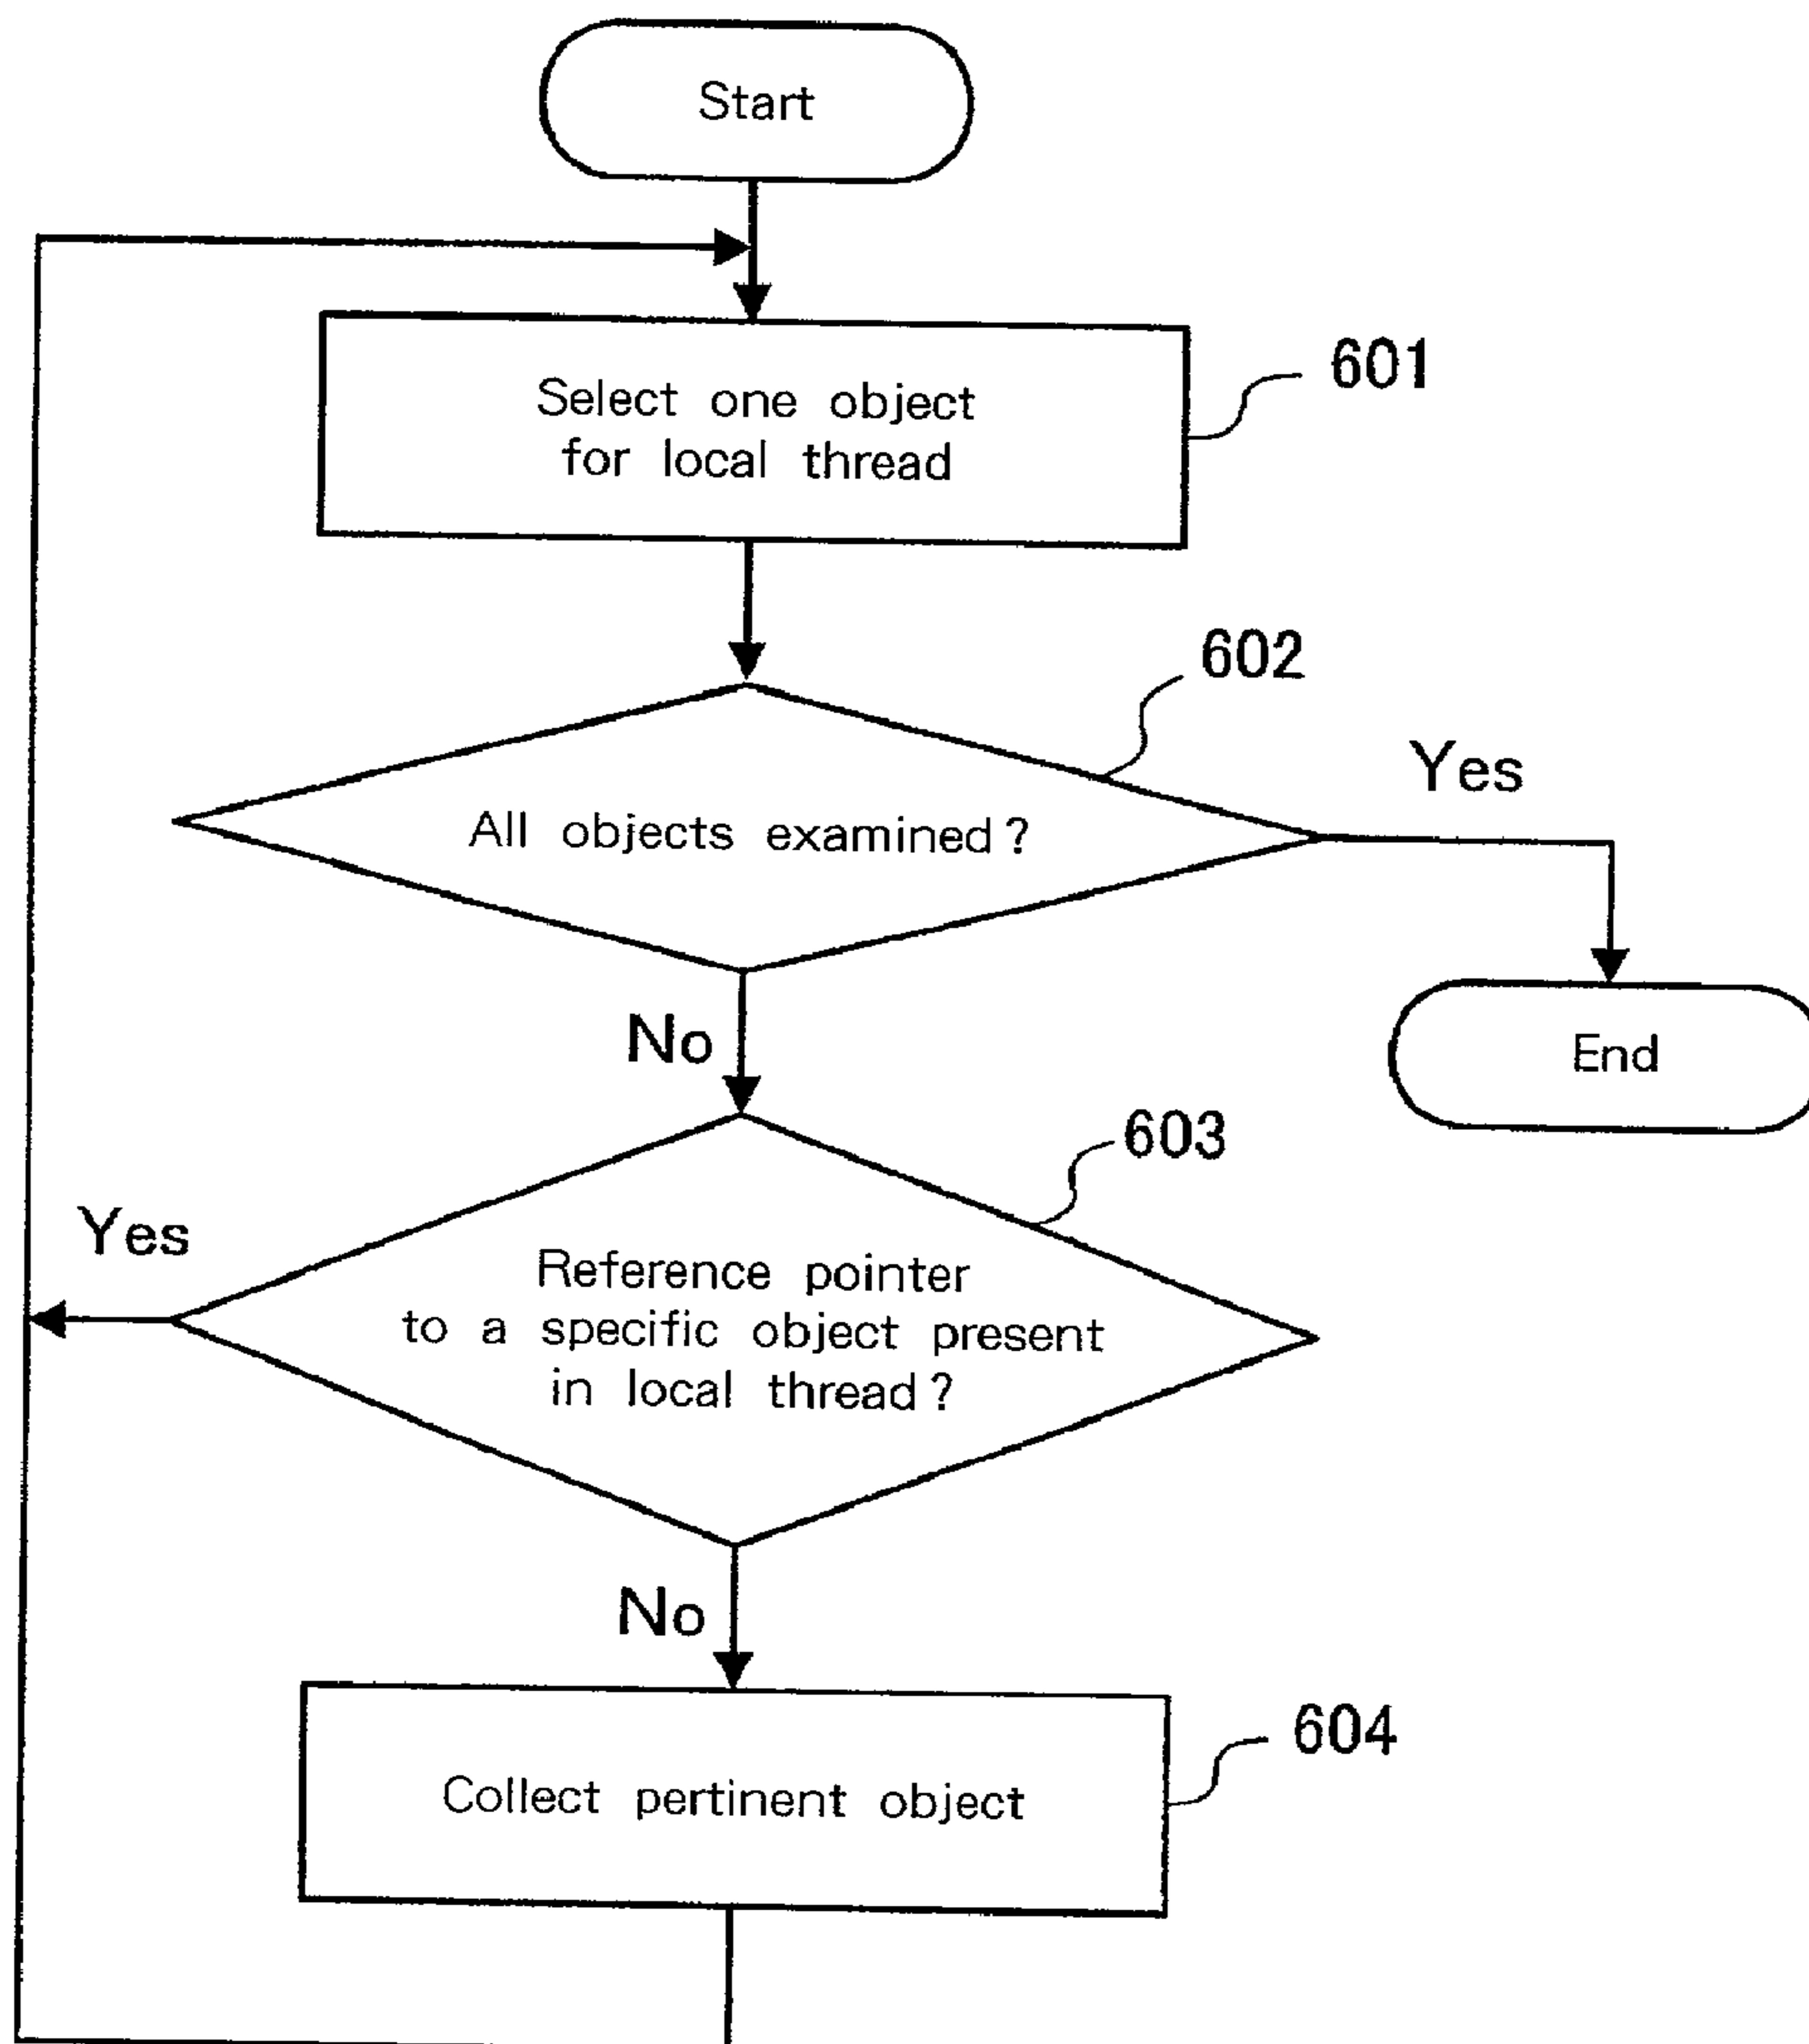 Start
Select one object
for local thread
601
602
All objects examined?
Yes
No
End
603
Yes
Reference pointer
to a specific object present
in local thread?
No
Collect pertinent object
604